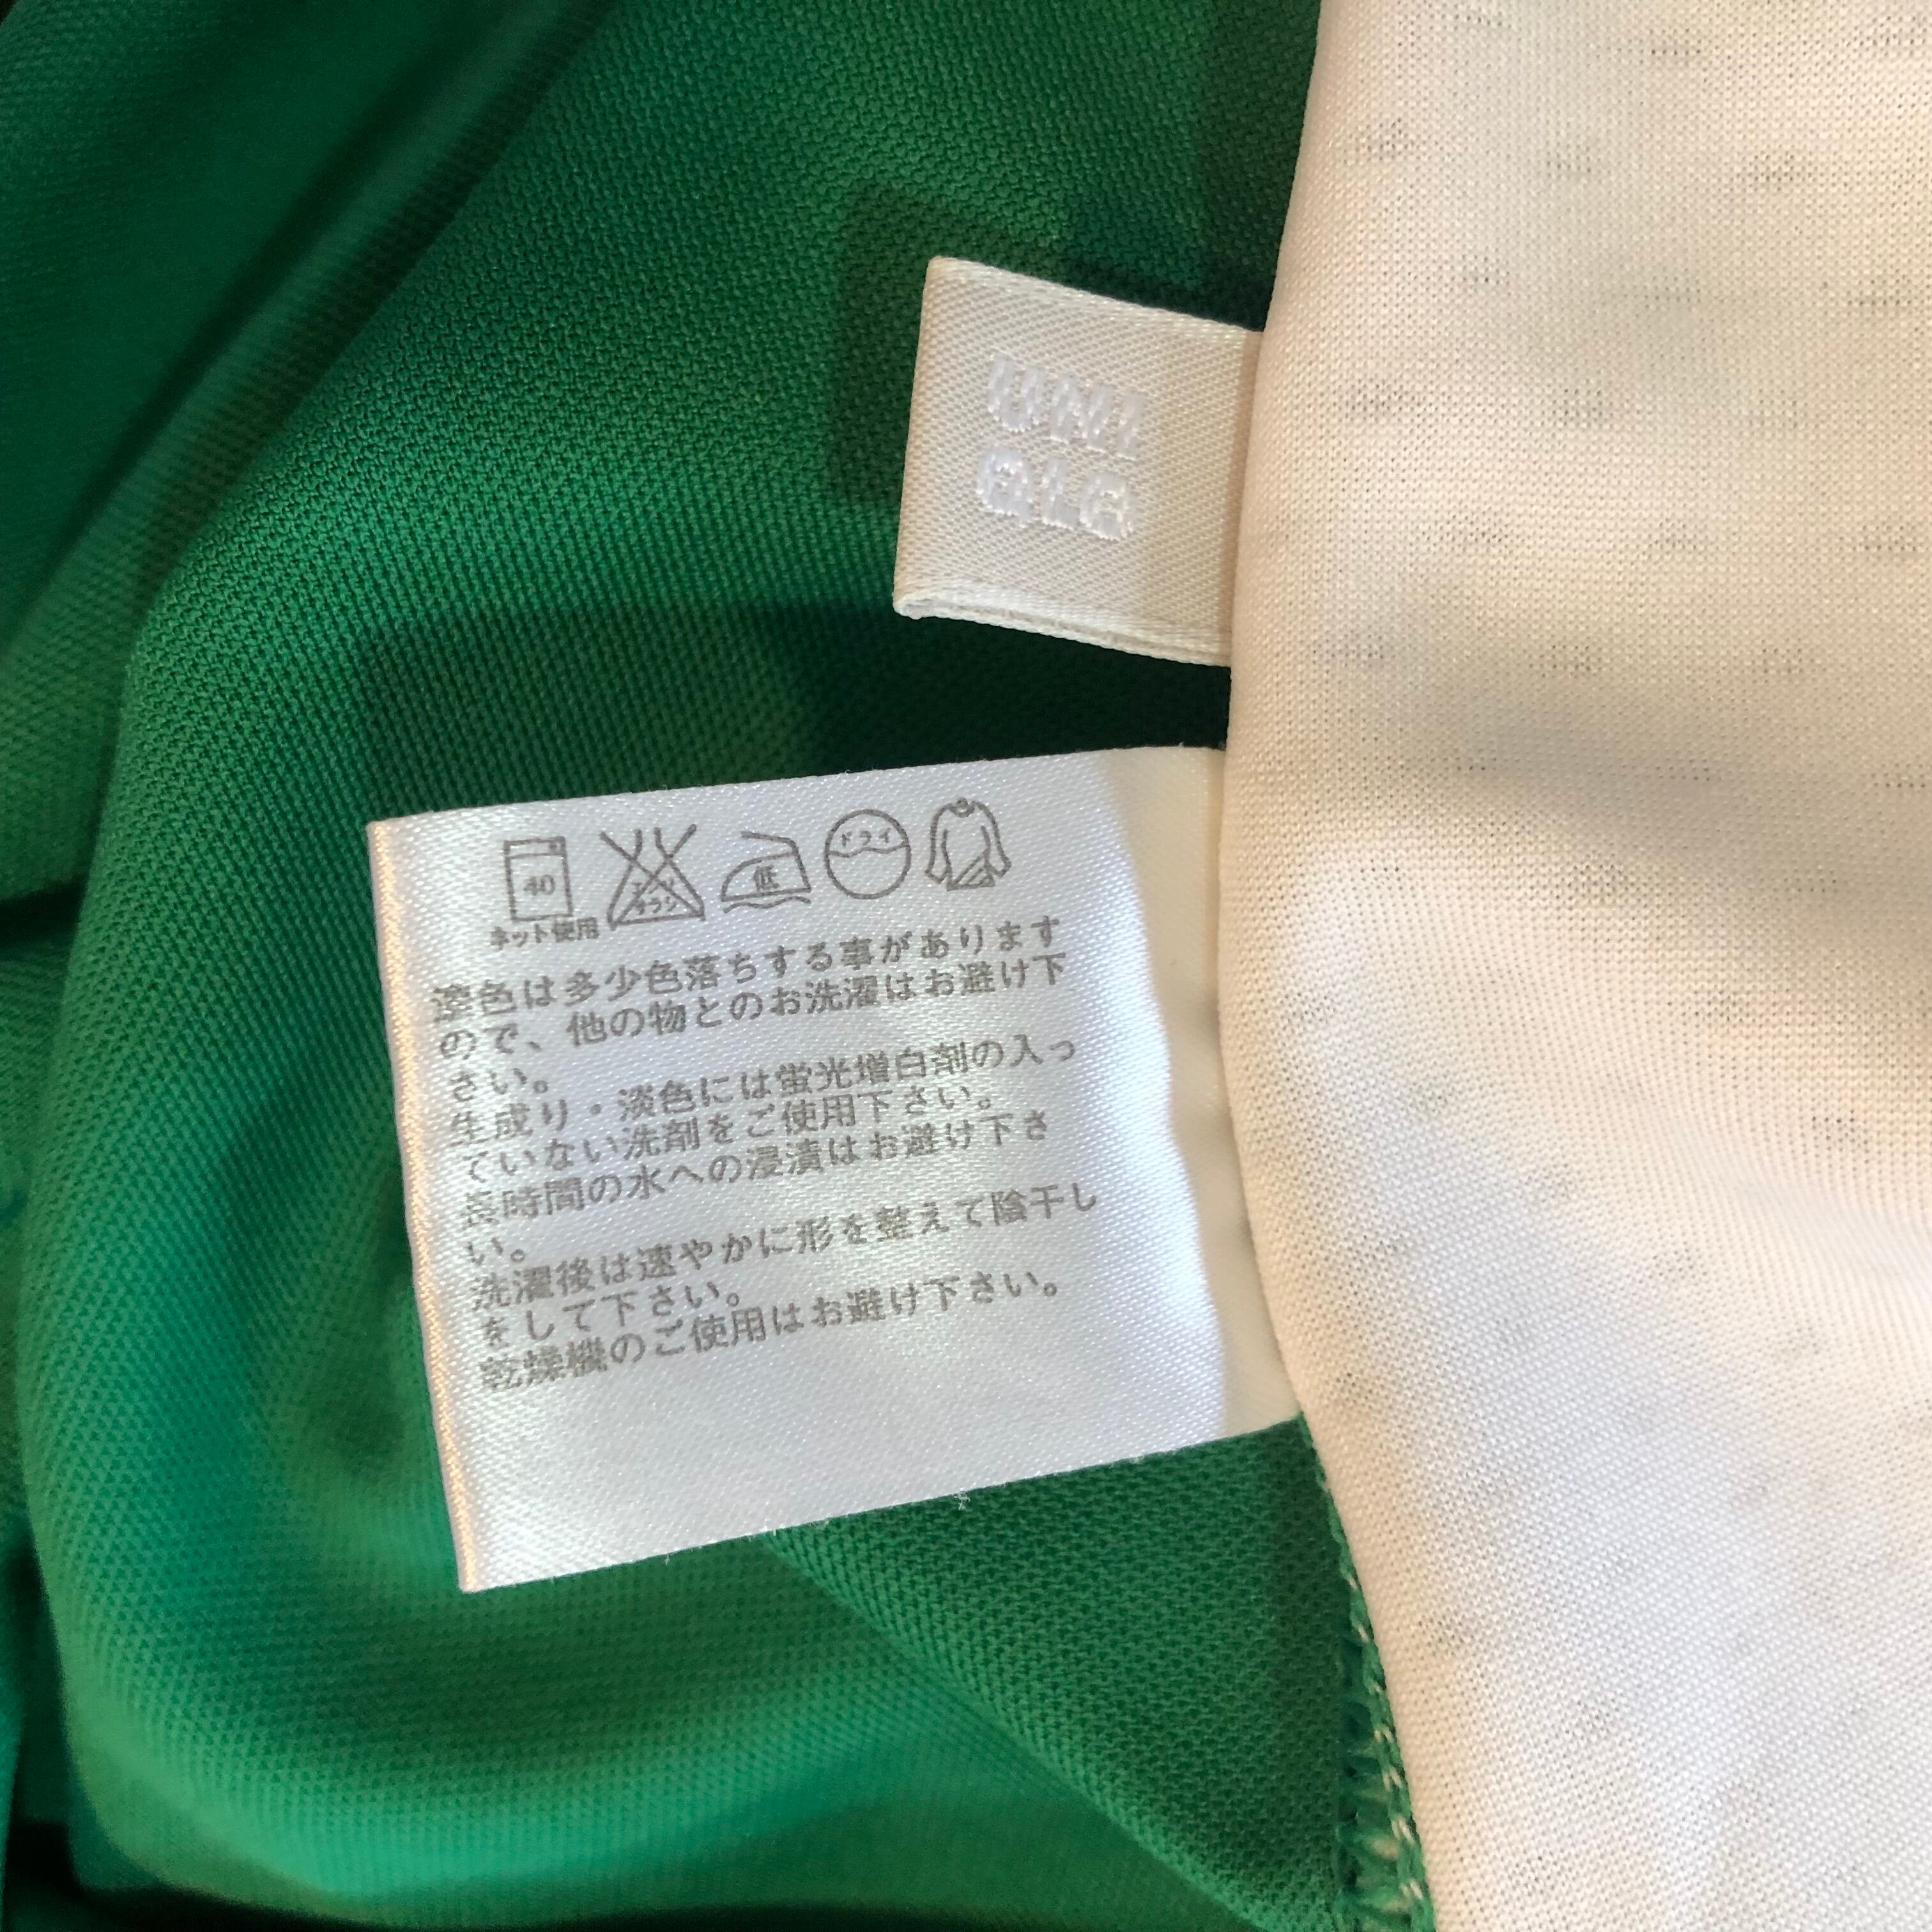 UNI
QLO
40
エンソ
サラシ
低
ドライ
ネット使用
濃色は多少色落ちする事があります
ので、他の物とのお洗濯はお避け下
さい。
生成り・淡色には蛍光増白剤の入っ
ていない洗剤をご使用下さい。
長時間の水への浸漬はお避け下さ
い。
洗濯後は速やかに形を整えて陰干し
をして下さい。
乾燥機のご使用はお避け下さい。